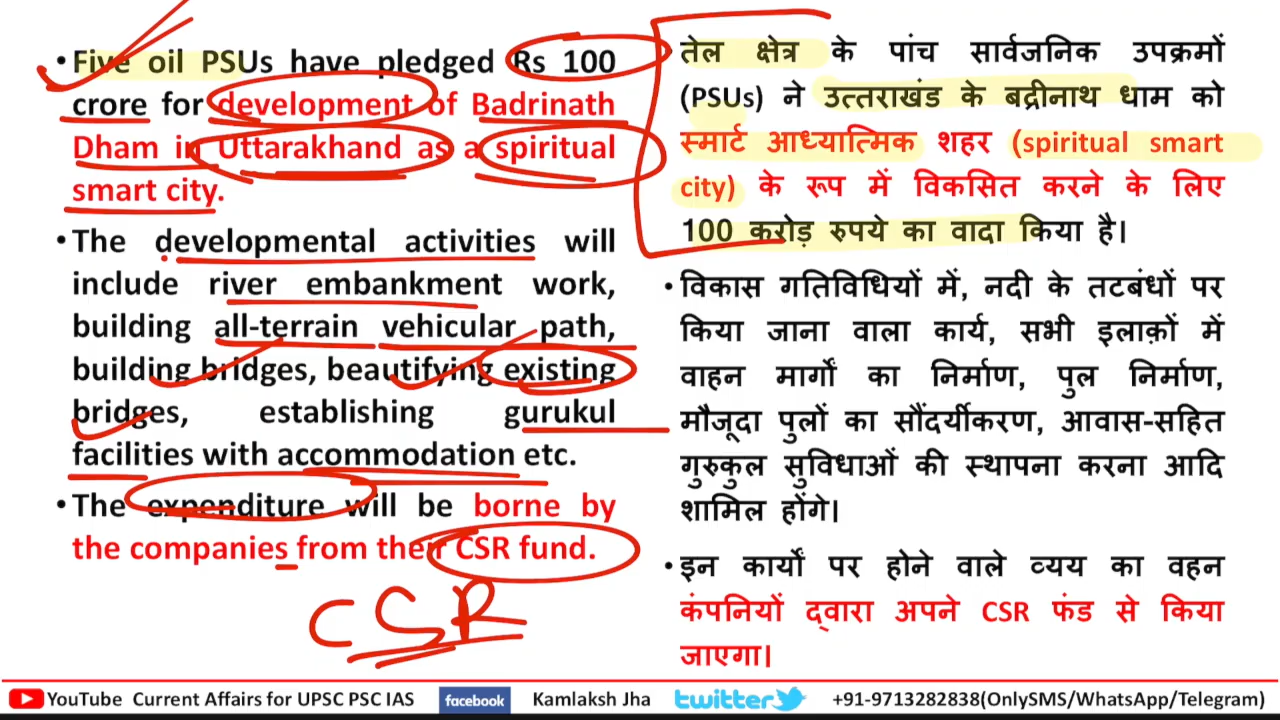 • Five oil PSUs have pledged Rs 100
crore for development of Badrinath
Dham in Uttarakhand as a spiritual
smart city.
• The developmental activities will
include river embankment work,
building all-terrain vehicular path,
building bridges, beautifying existing
bridges, establishing gurukul
facilities with accommodation etc.
• The expenditure will be borne by
the companies from their CSR fund.
CSR
तेल क्षेत्र के पांच सार्वजनिक उपक्रमों
(PSUs) ने उत्तराखंड के बद्रीनाथ धाम को
स्मार्ट आध्यात्मिक शहर (spiritual smart
city) के रूप में विकसित करने के लिए
100 करोड़ रुपये का वादा किया है।
• विकास गतिविधियों में, नदी के तटबंधों पर
किया जाना वाला कार्य, सभी इलाक़ों में
वाहन मार्गों का निर्माण, पुल निर्माण,
मौजूदा पुलों का सौंदर्यीकरण, आवास-सहित
गुरुकुल सुविधाओं की स्थापना करना आदि
शामिल होंगे।
• इन कार्यों पर होने वाले व्यय का वहन
कंपनियों द्वारा अपने CSR फंड से किया
जाएगा।
YouTube Current Affairs for UPSC PSC IAS facebook Kamlaksh Jha twitter +91-9713282838(OnlySMS/WhatsApp/Telegram)